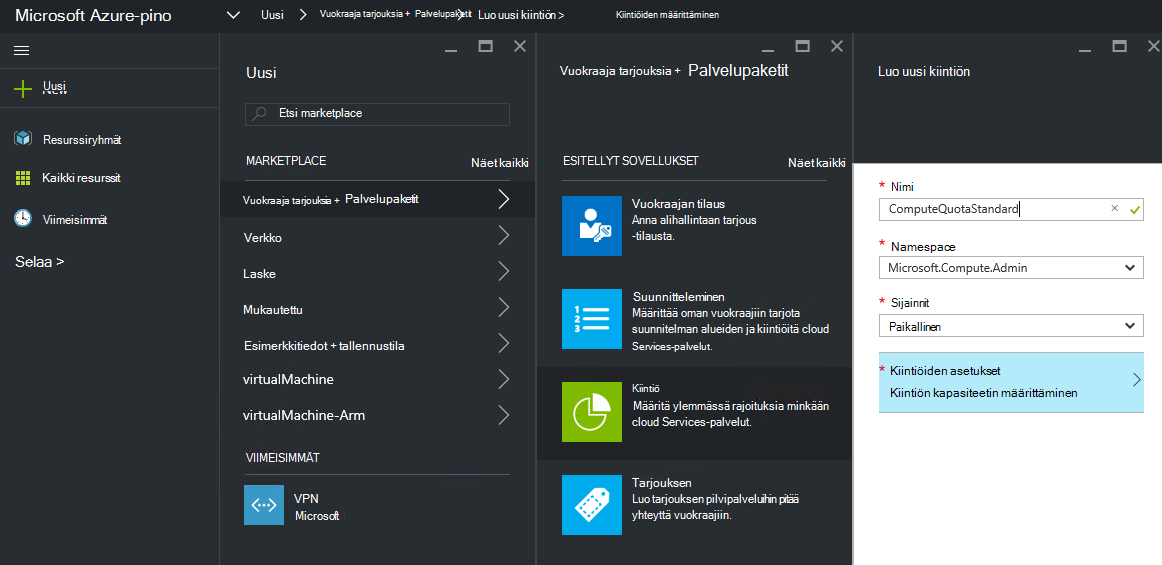 Microsoft Azure-pino
Uusi
Vuokraaja tarjouksia + Palvelupaketit
Luo uusi kiintiön >
Kiintiöiden määrittäminen
Uusi
Resurssiryhmät
Kaikki resurssit
Viimeisimmät
Selaa >
Uusi
Etsi marketplace
MARKETPLACE
Näet kaikki
Vuokraaja tarjouksia + Palvelupaketit
Verkko
Laske
Mukautettu
Esimerkkitiedot + tallennustila
virtualMachine
virtualMachine-Arm
VIIMEISIMMÄT
VPN
Microsoft
Vuokraaja tarjouksia + Palvelupaketit
ESITELLYT SOVELLUKSET
Näet kaikki
Vuokraajan tilaus
Anna alihallintaan tarjous
-tilausta.
1
2
3
Suunnitteleminen
Määrittää oman vuokraajiin tarjota
suunnitelman alueiden ja kiintiöitä cloud
Services-palvelut.
Kiintiö
Määritä ylemmässä rajoituksia minkään
cloud Services-palvelut.
Tarjouksen
Luo tarjouksen pilvipalveluihin pitää
yhteyttä vuokraajiin.
Luo uusi kiintiön
* Nimi
ComputeQuotaStandard
* Namespace
Microsoft.Compute.Admin
* Sijainnit
Paikallinen
* Kiintiöiden asetukset
Kiintiön kapasiteetin määrittäminen